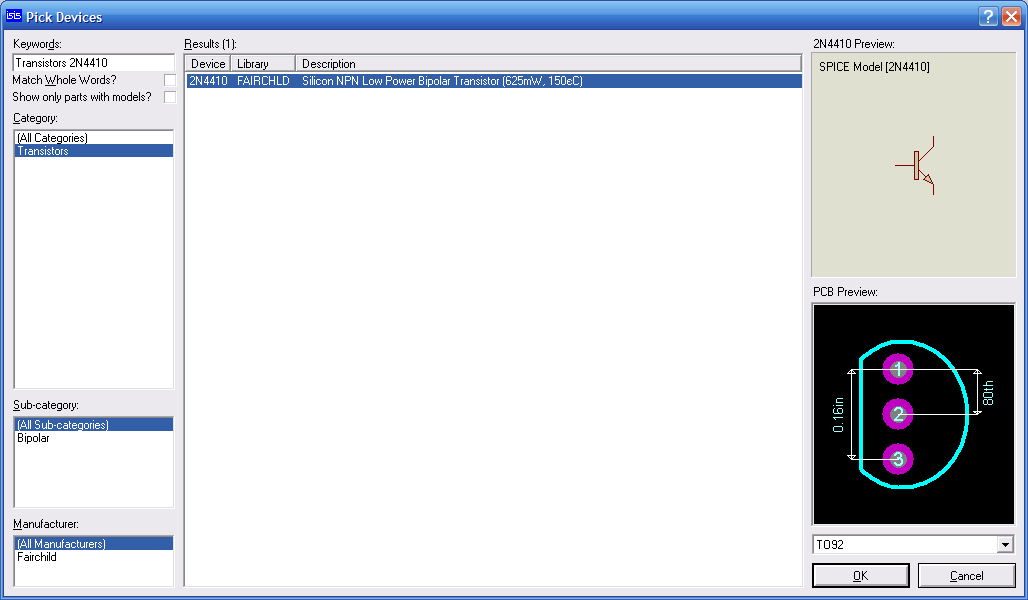 isis Pick Devices
Keywords:
Transistors 2N4410
Match Whole Words?
Show only parts with models?
Category:
(All Categories)
Transistors
Sub-category:
(All Sub-categories)
Bipolar
Manufacturer:
(All Manufacturers)
Fairchild
Results (1):
Device Library Description
2N4410 FAIRCHLD Silicon NPN Low Power Bipolar Transistor (625mW, 150єC)
2N4410 Preview:
SPICE Model [2N4410]
PCB Preview:
1
2
3
0.16in
80th
TO92
OK Cancel